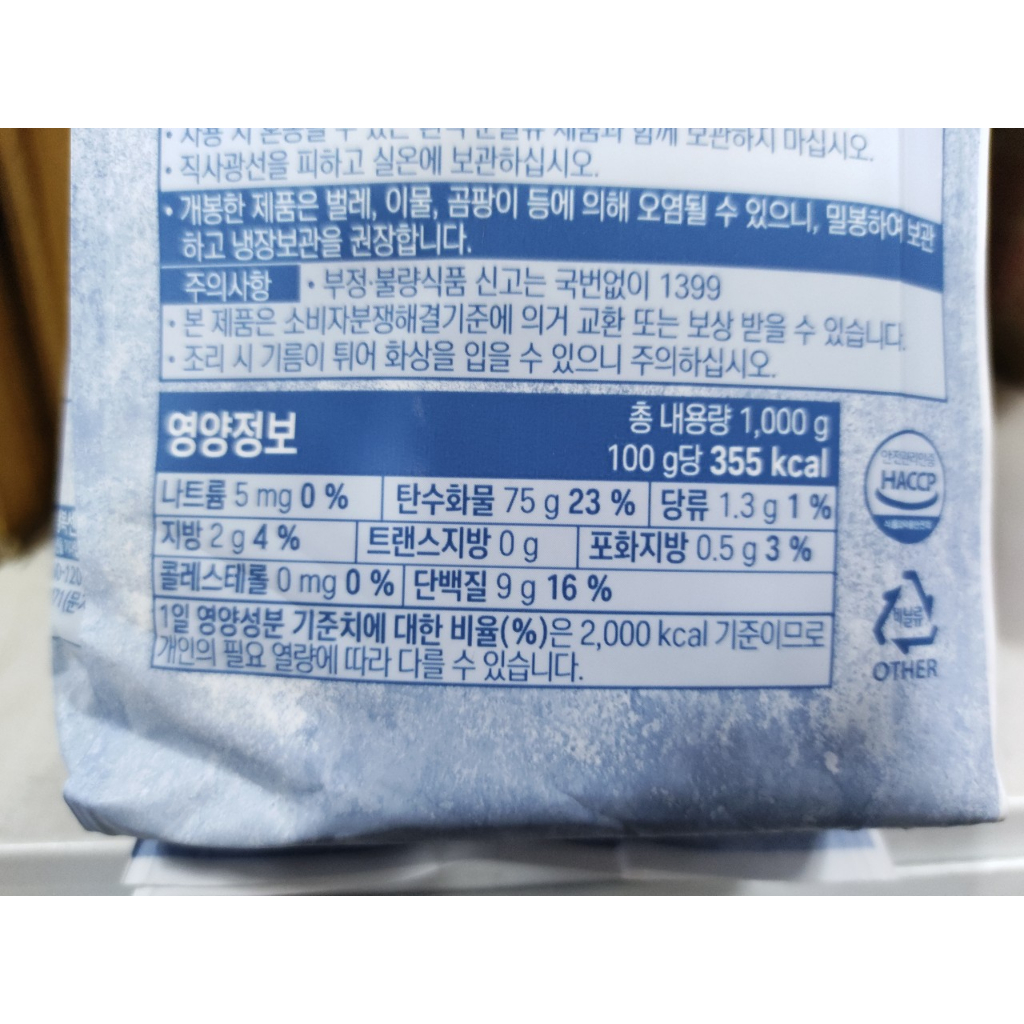 함께 보관하지 마십시오.
• 직사광선을 피하고 실온에 보관하십시오.
• 개봉한 제품은 벌레, 이물, 곰팡이 등에 의해 오염될 수 있으니, 밀봉하여 보관
하고 냉장보관을 권장합니다.
주의사항 • 부정·불량식품 신고는 국번없이 1399
• 본 제품은 소비자분쟁해결기준에 의거 교환 또는 보상 받을 수 있습니다.
• 조리 시 기름이 튀어 화상을 입을 수 있으니 주의하십시오.
영양정보
총 내용량 1,000 g
100 g당 355 kcal
나트륨 5 mg 0 % 탄수화물 75 g 23 % 당류 1.3 g 1 %
지방 2 g 4 % 트랜스지방 0 g 포화지방 0.5 g 3 %
콜레스테롤 0 mg 0 % 단백질 9 g 16 %
1일 영양성분 기준치에 대한 비율(%)은 2,000 kcal 기준이므로
개인의 필요 열량에 따라 다를 수 있습니다.
HACCP
OTHER